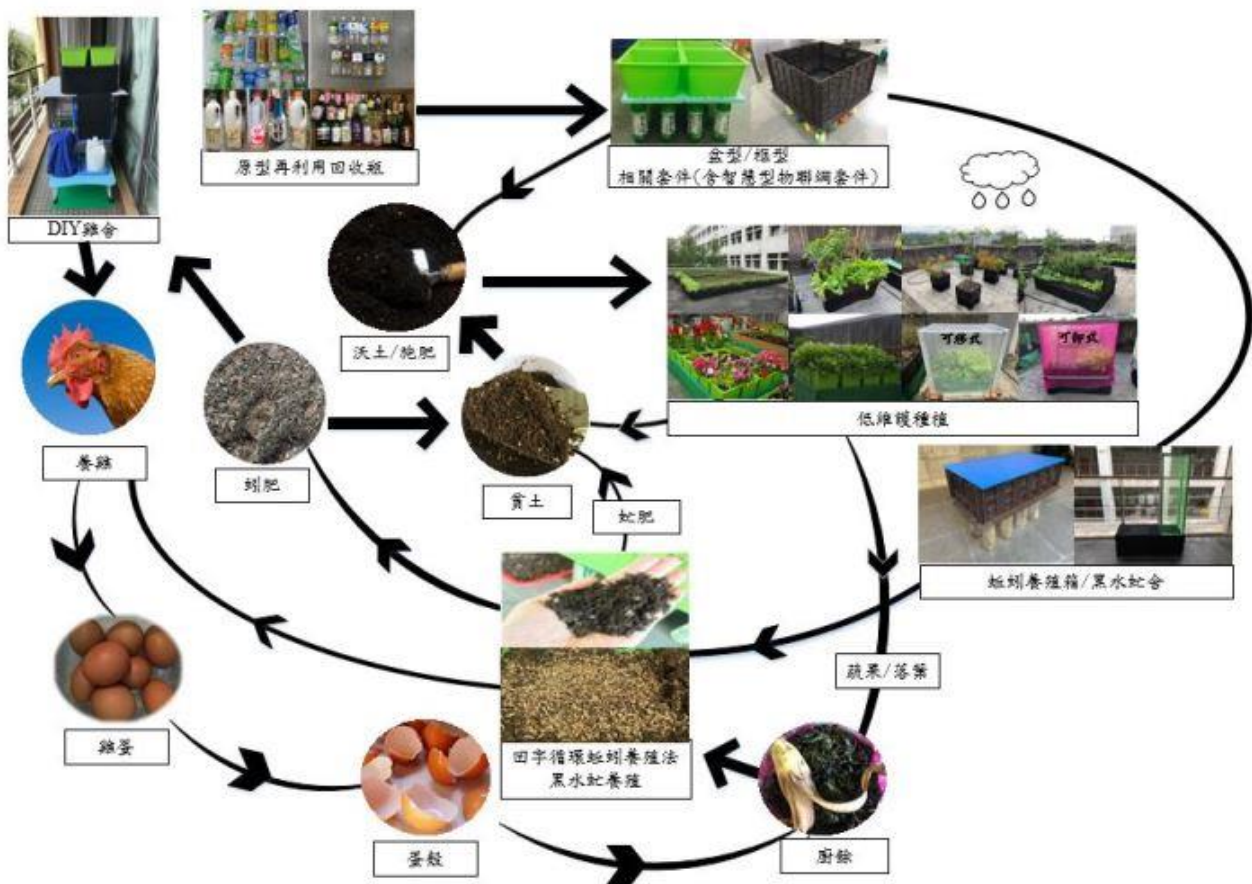 原型再利用回收瓶
盆型/框型
相關套件(含智慧型物聯網套件)
DIY雞舍
沃土/施肥
可移式
可卸式
低維護種植
養雞
蚓肥
貧土
虻肥
蚯蚓養殖箱/黑水虻舍
蔬果/落葉
雞蛋
回字循環蚯蚓養殖法
黑水虻養殖
蛋殼
廚餘